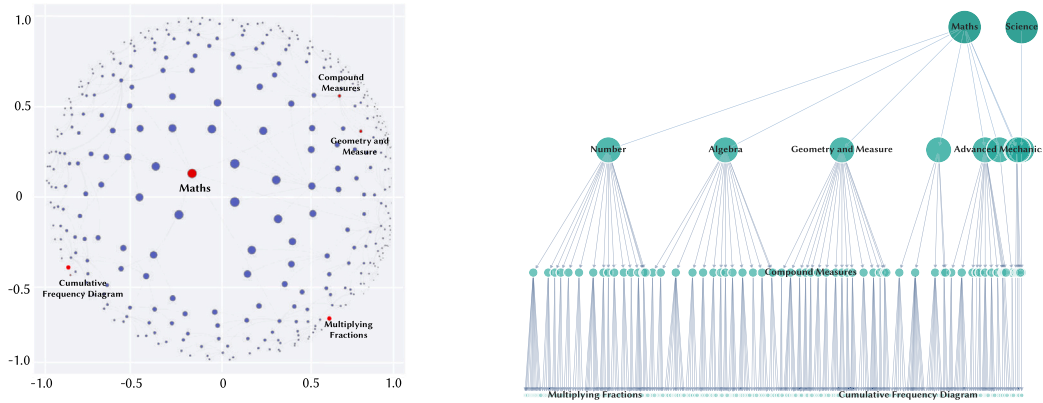 1.0
0.5
0
−0.5
-1.0
-1.0
-0.5
0
0.5
1.0
Compound
Measures
Geometry and
Measure
Maths
Cumulative
Frequency Diagram
Multiplying
Fractions
Maths
Science
Number
Algebra
Geometry and Measure
Advanced Mechanic
Compound Measures
Multiplying Fractions
Cumulative Frequency Diagram